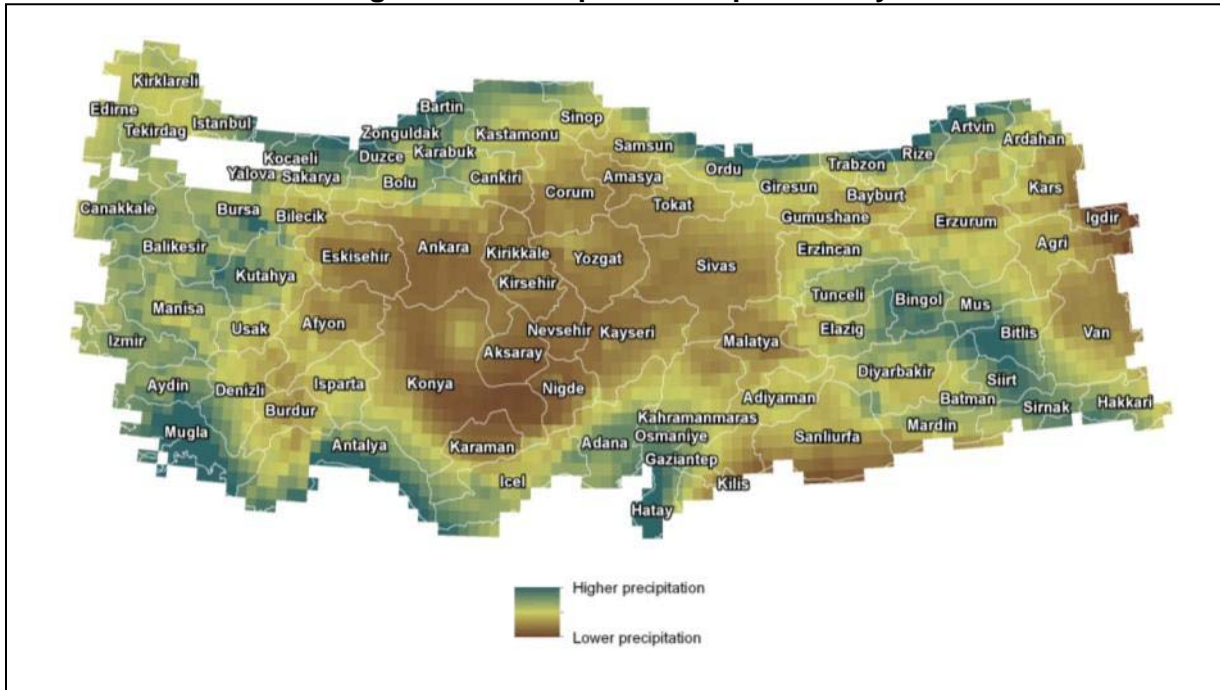 Kirklareli
Edirne
Tekirdag
Istanbul
Bartin
Zonguldak
Kastamonu
Sinop
Kocaeli
Duzce
Karabuk
Samsun
Ordu
Trabzon
Rize
Artvin
Ardahan
Yalova
Sakarya
Bolu
Cankiri
Corum
Amasya
Tokat
Giresun
Bayburt
Kars
Canakkale
Bursa
Bilecik
Gumushane
Erzurum
Igdir
Balikesir
Eskisehir
Ankara
Kirikkale
Yozgat
Sivas
Erzincan
Agri
Kutahya
Kirsehir
Tunceli
Bingol
Mus
Manisa
Usak
Afyon
Nevsehir
Kayseri
Malatya
Elazig
Bitlis
Van
Izmir
Aksaray
Aydin
Denizli
Isparta
Konya
Nigde
Diyarbakir
Siirt
Burdur
Adiyaman
Batman
Sirnak
Hakkari
Mugla
Antalya
Karaman
Adana
Kahramanmaras
Osmaniye
Sanliurfa
Mardin
Gaziantep
Icel
Kilis
Hatay
Higher precipitation
Lower precipitation